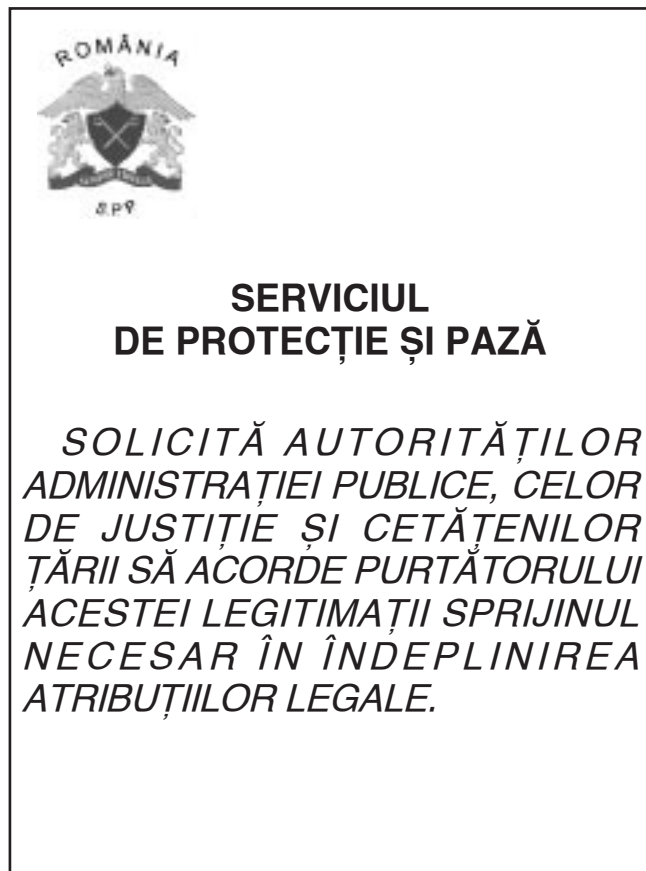 ROMÂNIA
S.P.P.
SERVICIUL
DE PROTECȚIE ȘI PAZĂ
SOLICITĂ AUTORITĂȚILOR
ADMINISTRAȚIEI PUBLICE, CELOR
DE JUSTIȚIE ȘI CETĂȚENILOR
ȚĂRII SĂ ACORDE PURTĂTORULUI
ACESTEI LEGITIMAȚII SPRIJINUL
NECESAR ÎN ÎNDEPLINIREA
ATRIBUȚIILOR LEGALE.